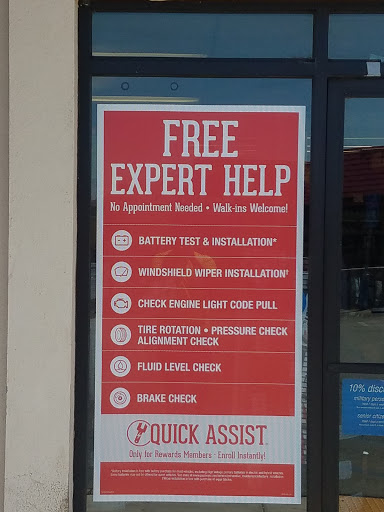 FREE
EXPERT HELP
No Appointment Needed • Walk-ins Welcome!
BATTERY TEST & INSTALLATION*
WINDSHIELD WIPER INSTALLATION†
CHECK ENGINE LIGHT CODE PULL
TIRE ROTATION • PRESSURE CHECK
ALIGNMENT CHECK
FLUID LEVEL CHECK
BRAKE CHECK
QUICK ASSIST
Only for Rewards Members - Enroll Instantly!
10% disc
military perso